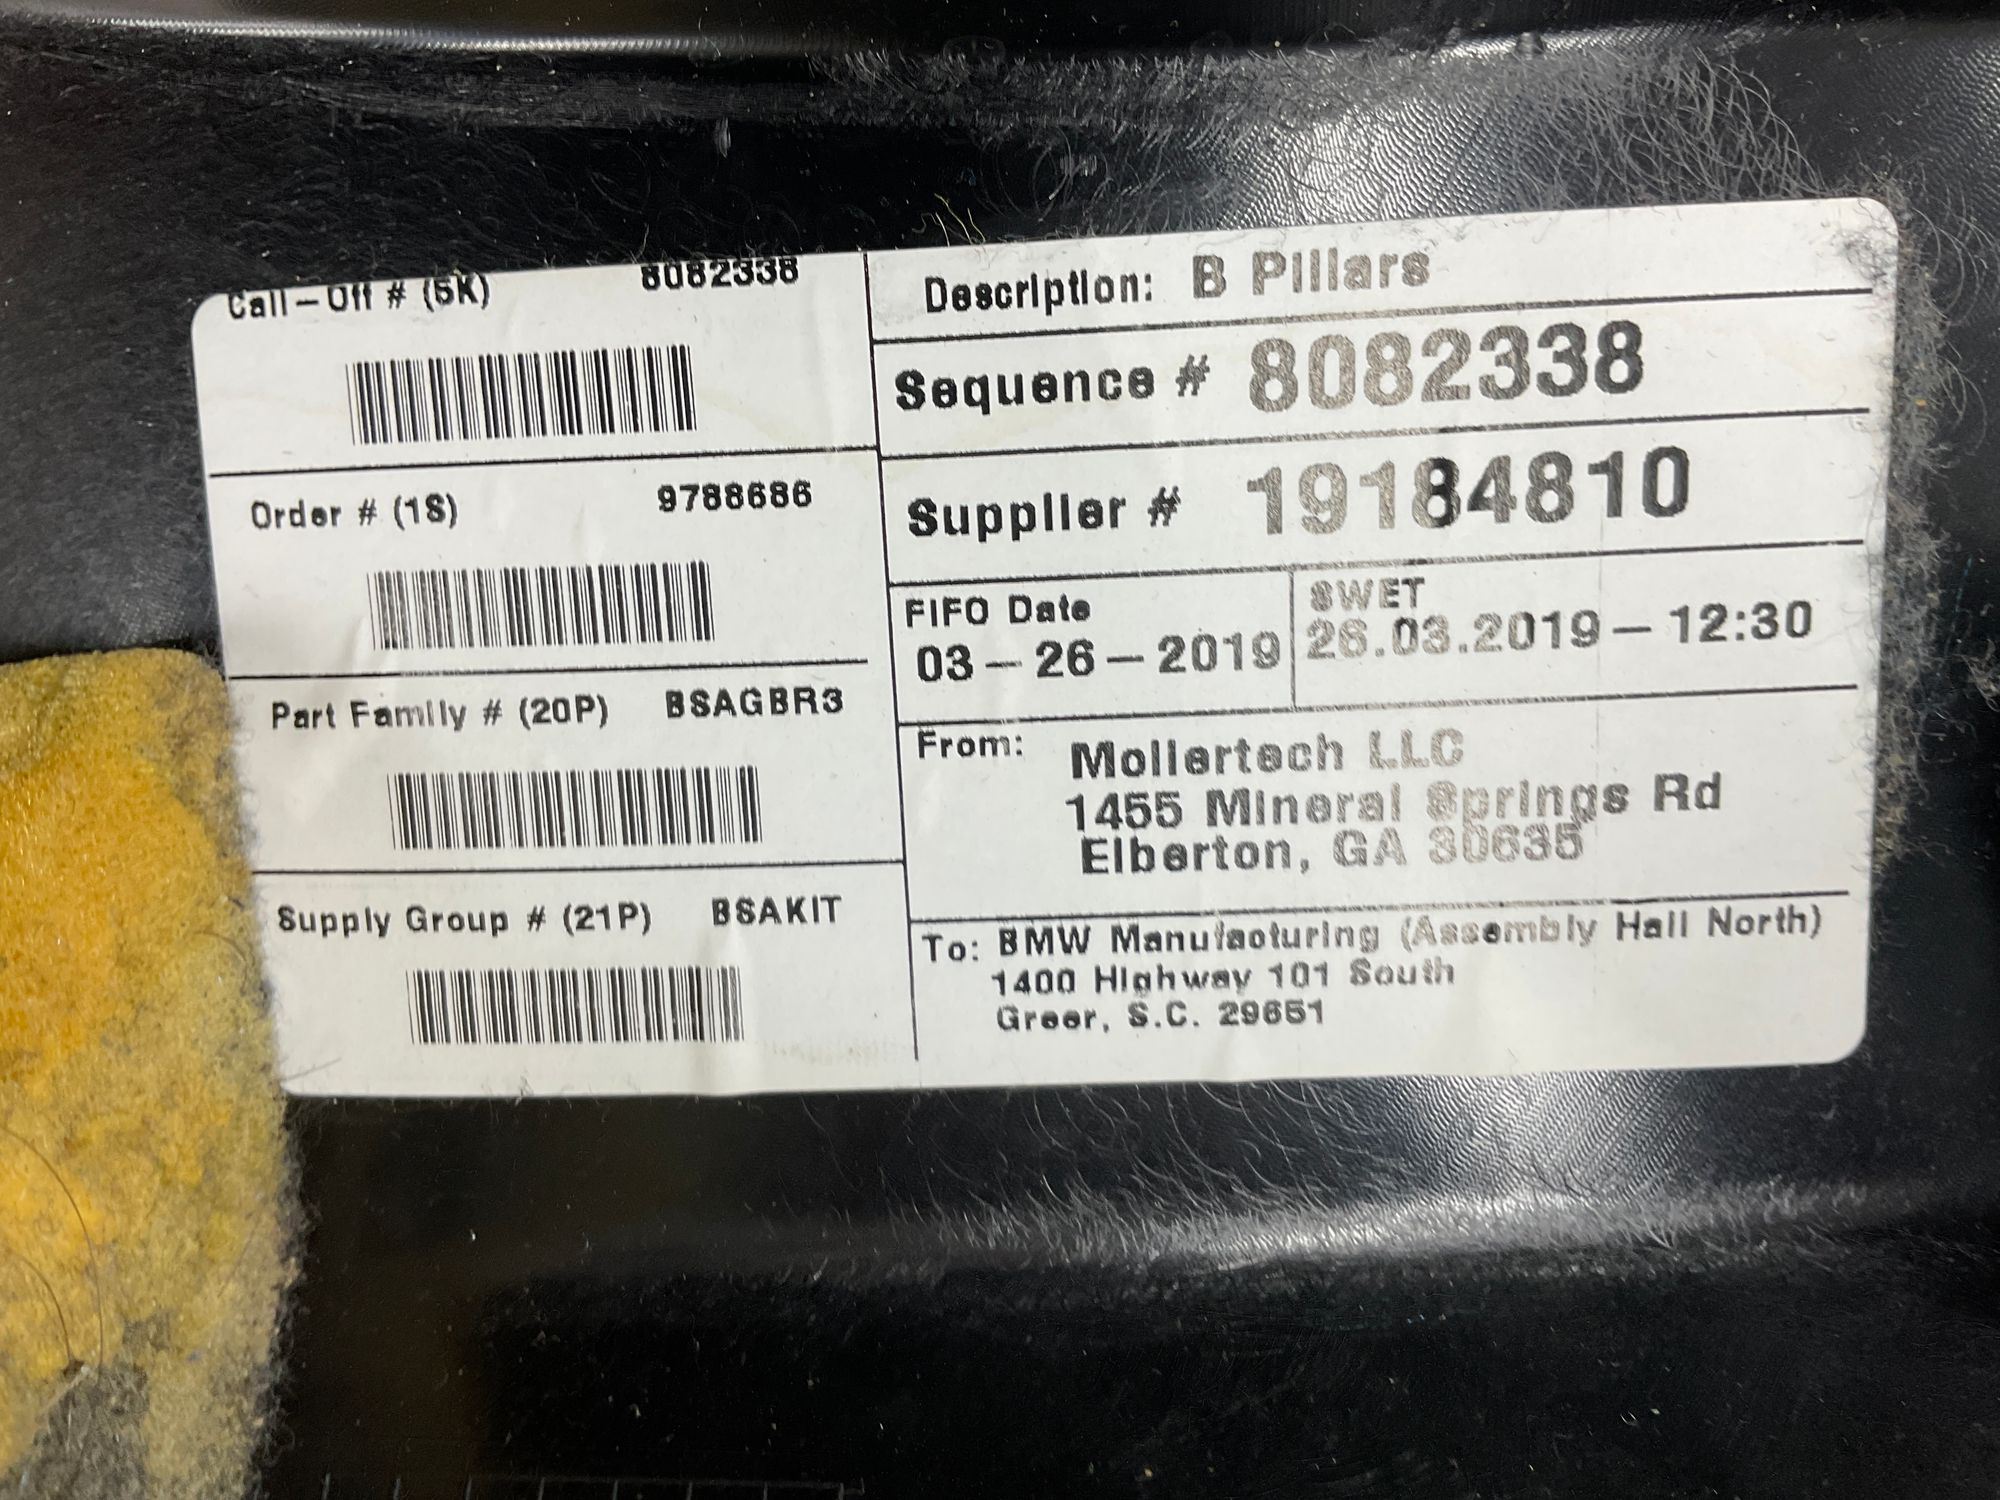 Call - Off # (5K) 8082338
Order # (1S) 9788686
Part Family # (20P) BSAGBR3
Supply Group # (21P) BSAKIT
Description: B Pillars
Sequence # 8082338
Supplier # 19184810
FIFO Date
03 - 26 - 2019
SWET
26.03.2019 - 12:30
From: Mollertech LLC
1455 Mineral Springs Rd
Elberton, GA 30635
To: BMW Manufacturing (Assembly Hall North)
1400 Highway 101 South
Greer, S.C. 29651